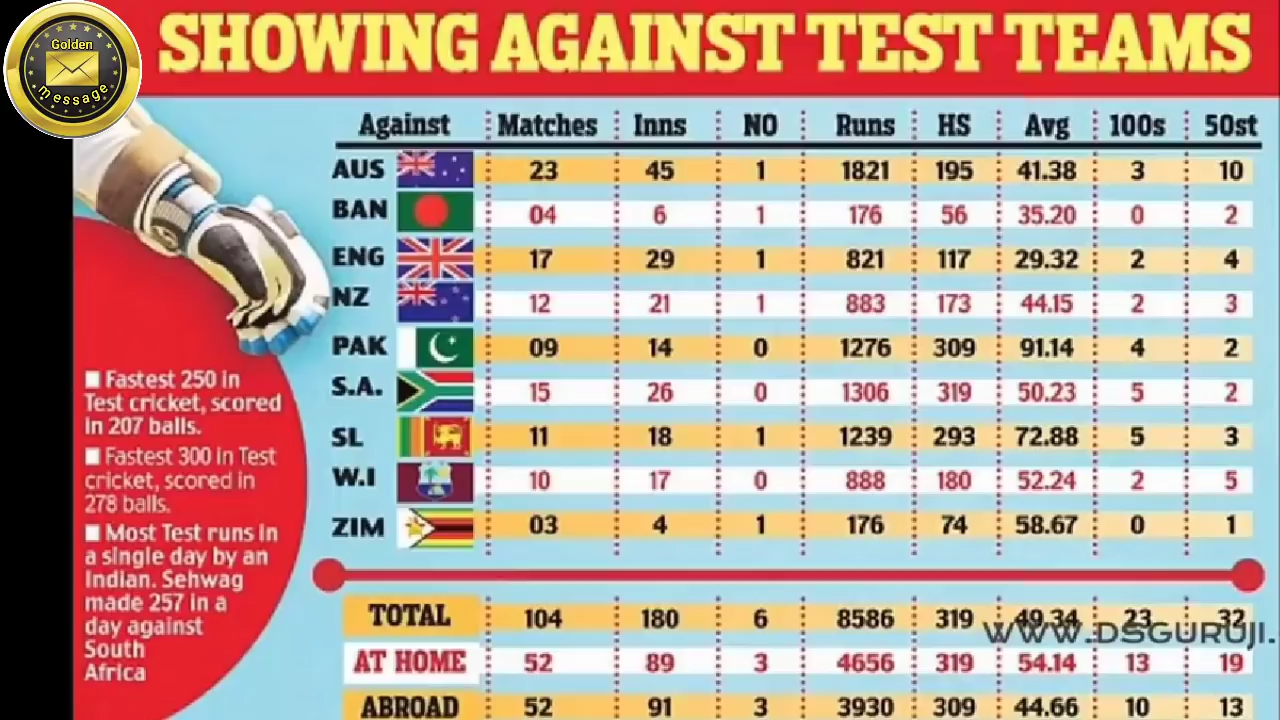 Golden
message
SHOWING AGAINST TEST TEAMS
Against Matches Inns NO Runs HS Avg 100s 50st
AUS 23 45 1 1821 195 41.38 3 10
BAN 04 6 1 176 56 35.20 0 2
ENG 17 29 1 821 117 29.32 2 4
NZ 12 21 1 883 173 44.15 2 3
PAK 09 14 0 1276 309 91.14 4 2
S.A. 15 26 0 1306 319 50.23 5 2
SL 11 18 1 1239 293 72.88 5 3
W.I 10 17 0 888 180 52.24 2 5
ZIM 03 4 1 176 74 58.67 0 1
TOTAL 104 180 6 8586 319 49.34 23 32
AT HOME 52 89 3 4656 319 54.14 13 19
ABROAD 52 91 3 3930 309 44.66 10 13
WWW.DSGURUJI.
■ Fastest 250 in
Test cricket, scored
in 207 balls.
■ Fastest 300 in Test
cricket, scored in
278 balls.
■ Most Test runs in
a single day by an
Indian. Sehwag
made 257 in a
day against
South
Africa